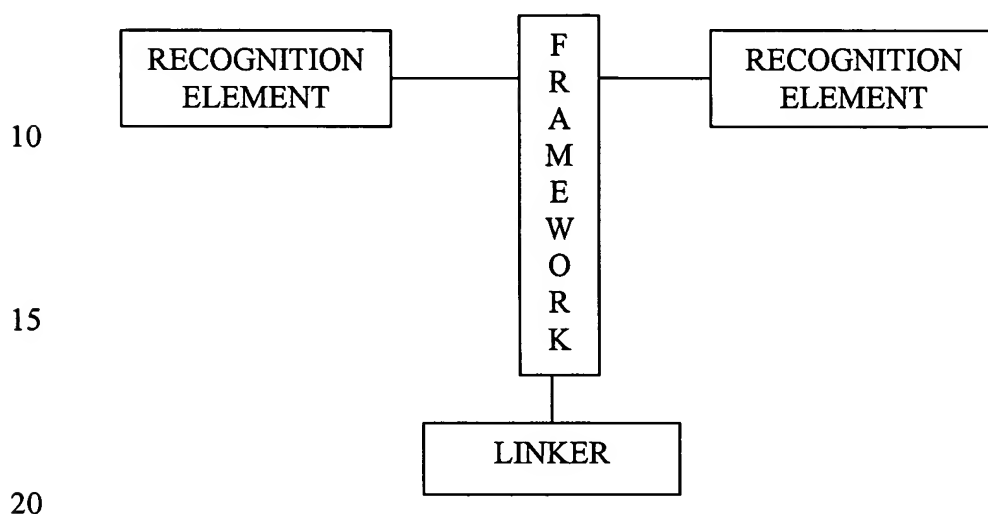 RECOGNITION
ELEMENT
F
R
A
M
E
W
O
R
K
RECOGNITION
ELEMENT
10
15
LINKER
20